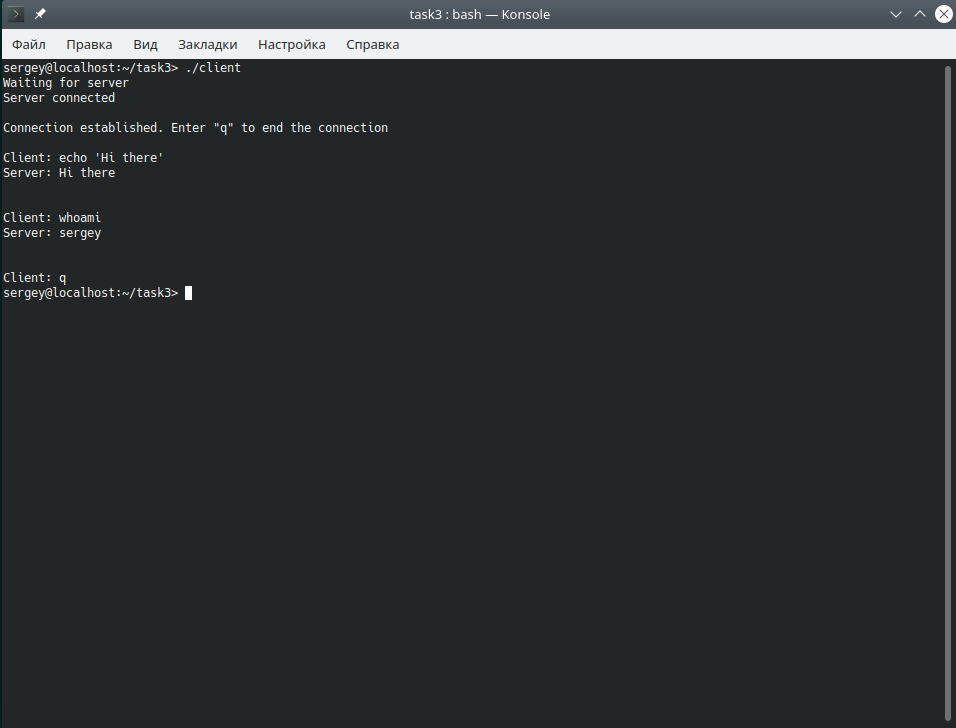 task3 : bash — Konsole
Файл Правка Вид Закладки Настройка Справка
sergey@localhost:~/task3> ./client
Waiting for server
Server connected
Connection established. Enter "q" to end the connection
Client: echo 'Hi there'
Server: Hi there
Client: whoami
Server: sergey
Client: q
sergey@localhost:~/task3>